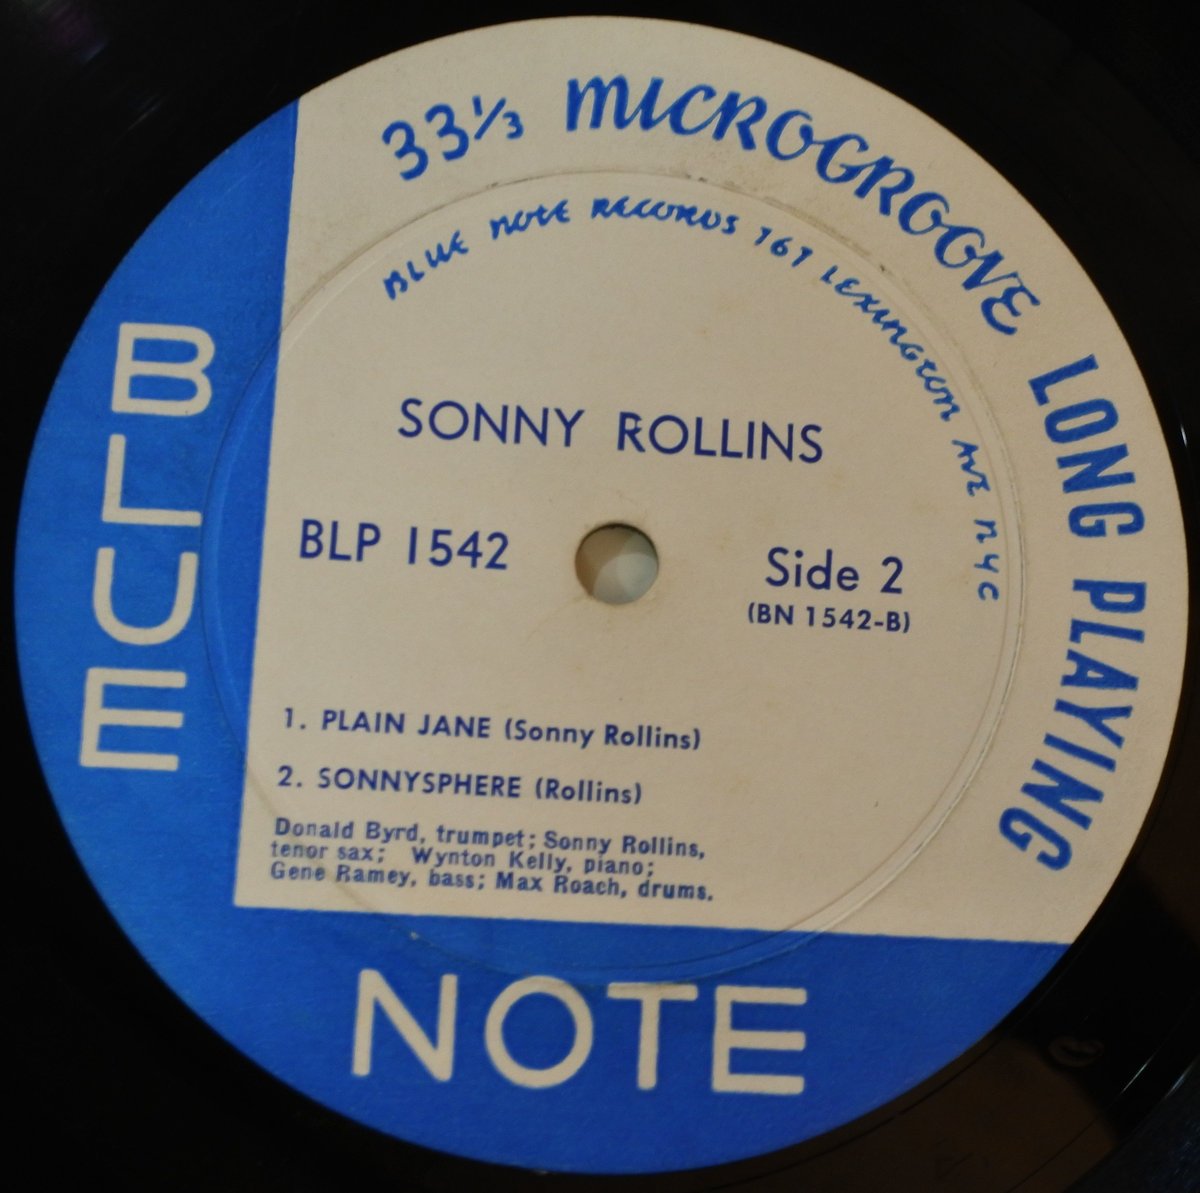 33⅓ MICROGROOVE LONG PLAYING
BLUE NOTE RECORDS 767 LEXINGTON AVE NYC
SONNY ROLLINS
BLP 1542
Side 2
(BN 1542-B)
1. PLAIN JANE (Sonny Rollins)
2. SONNYSPHERE (Rollins)
Donald Byrd, trumpet; Sonny Rollins,
tenor sax; Wynton Kelly, piano;
Gene Ramey, bass; Max Roach, drums.
BLUE
NOTE